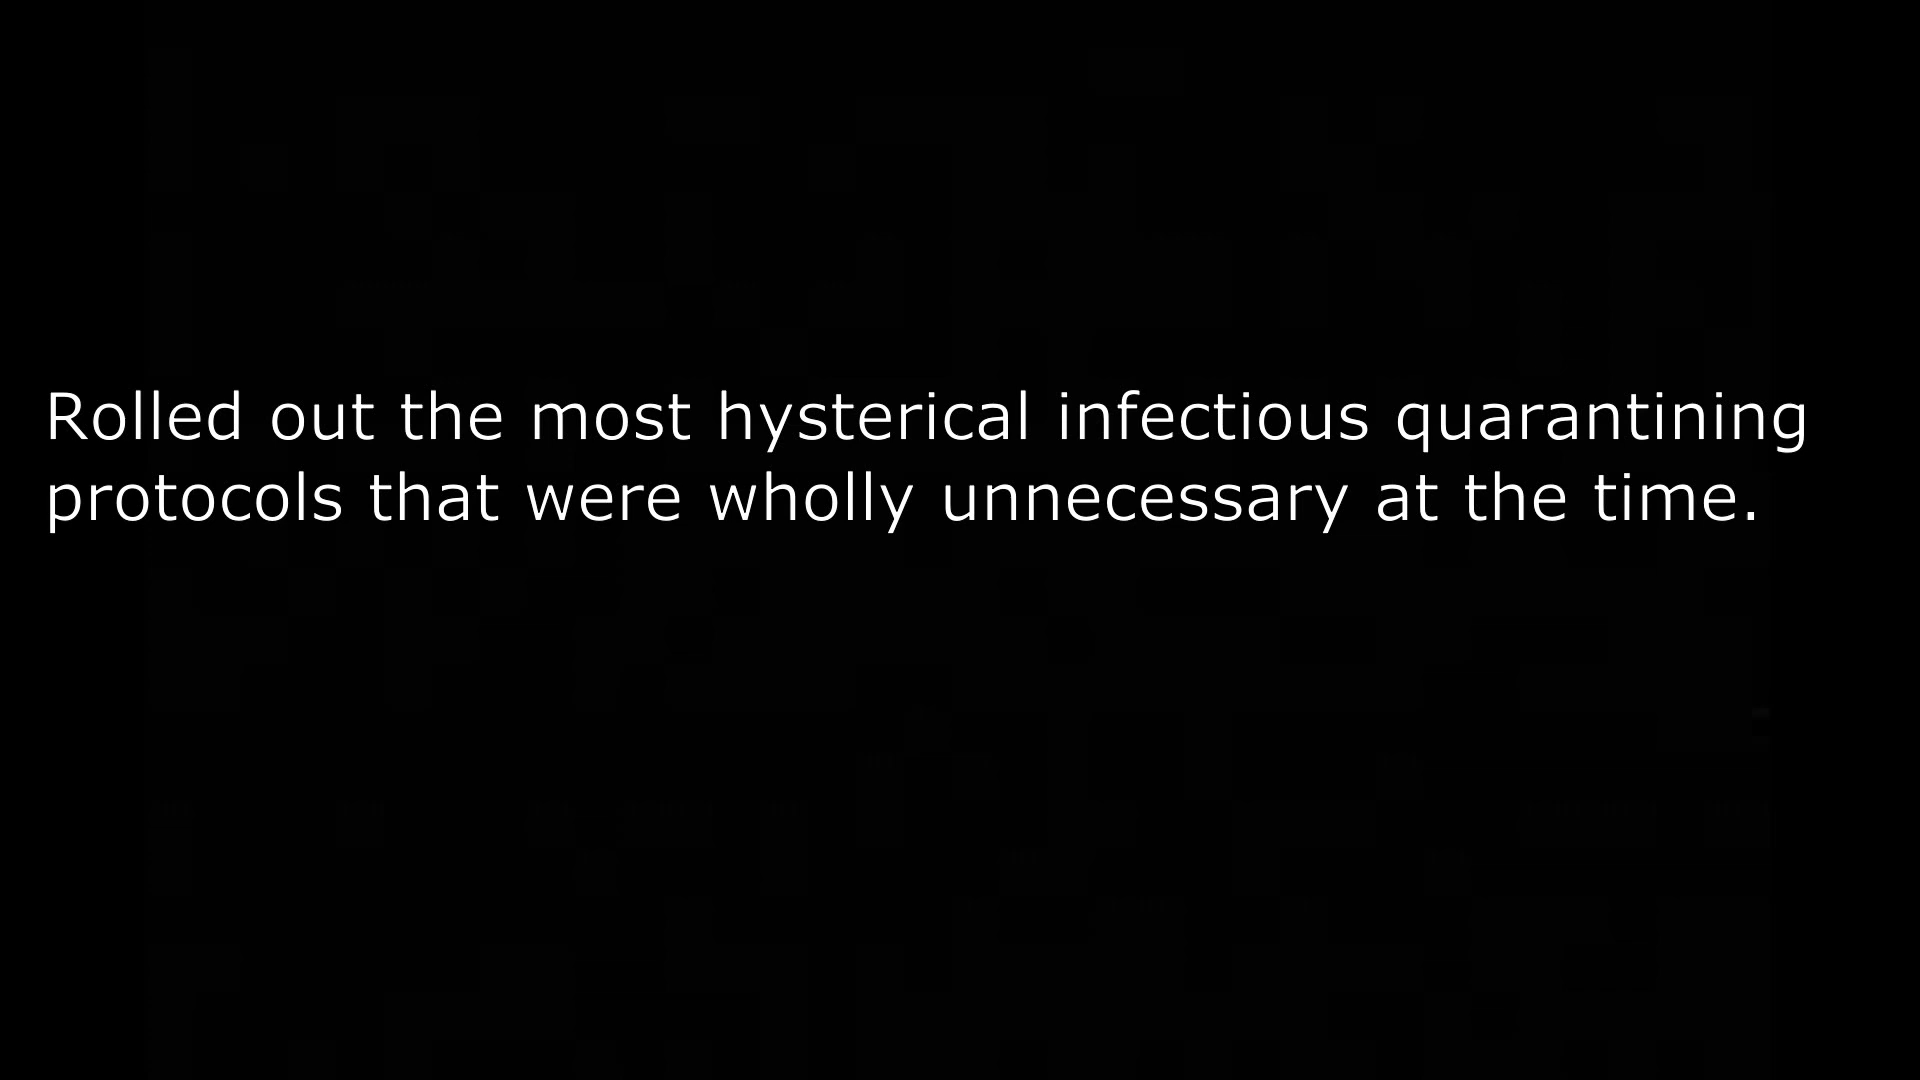 Rolled out the most hysterical infectious quarantining
protocols that were wholly unnecessary at the time.